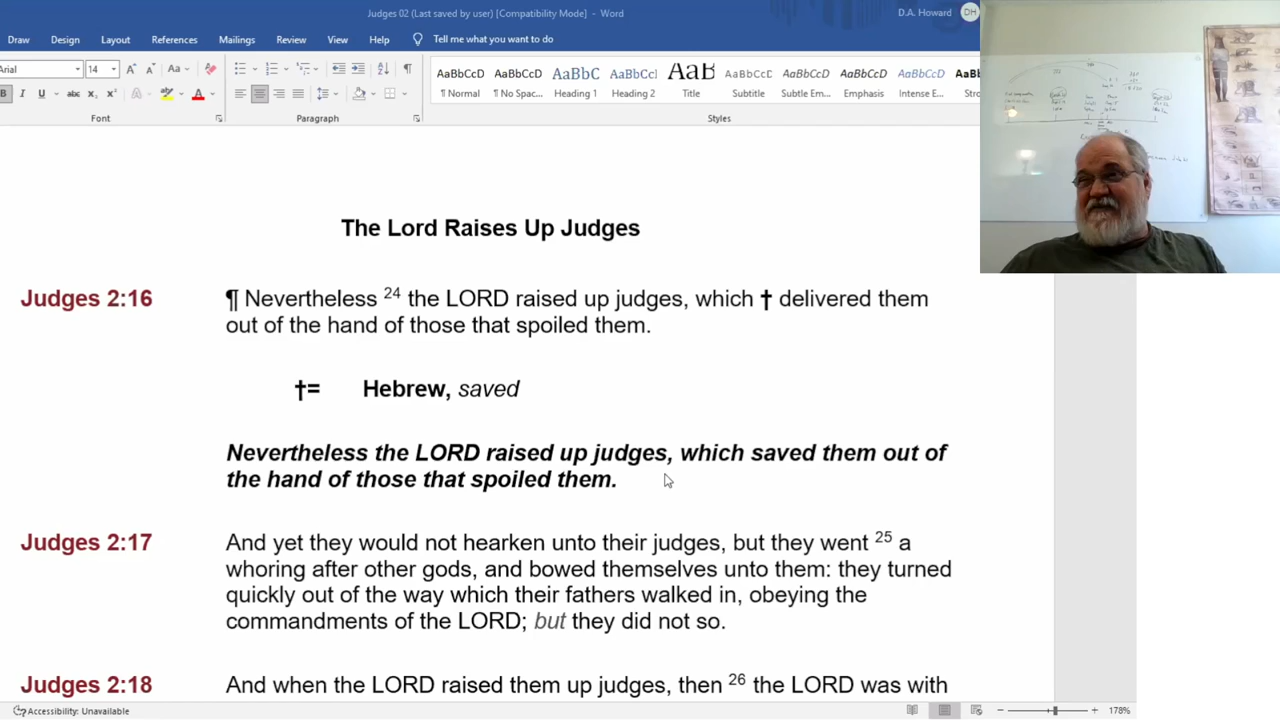 Judges 02 (Last saved by user) [Compatibility Mode] - Word
D.A. Howard
DH
Draw Design Layout References Mailings Review View Help Tell me what you want to do
Arial 14 A A Aa
B I U abc x₂ x² A A
AaBbCcD AaBbCcD AaBbC AaBbCcl AaB AaBbCcD AaBbCcD AaBbCcD AaBbCcD AaBb
¶ Normal ¶ No Spac... Heading 1 Heading 2 Title Subtitle Subtle Em... Emphasis Intense E... Stro
Font Paragraph Styles
The Lord Raises Up Judges
Judges 2:16 ¶ Nevertheless 24 the LORD raised up judges, which † delivered them
out of the hand of those that spoiled them.
†= Hebrew, saved
Nevertheless the LORD raised up judges, which saved them out of
the hand of those that spoiled them.
Judges 2:17 And yet they would not hearken unto their judges, but they went 25 a
whoring after other gods, and bowed themselves unto them: they turned
quickly out of the way which their fathers walked in, obeying the
commandments of the LORD; but they did not so.
Judges 2:18 And when the LORD raised them up judges, then 26 the LORD was with
Accessibility: Unavailable
178%